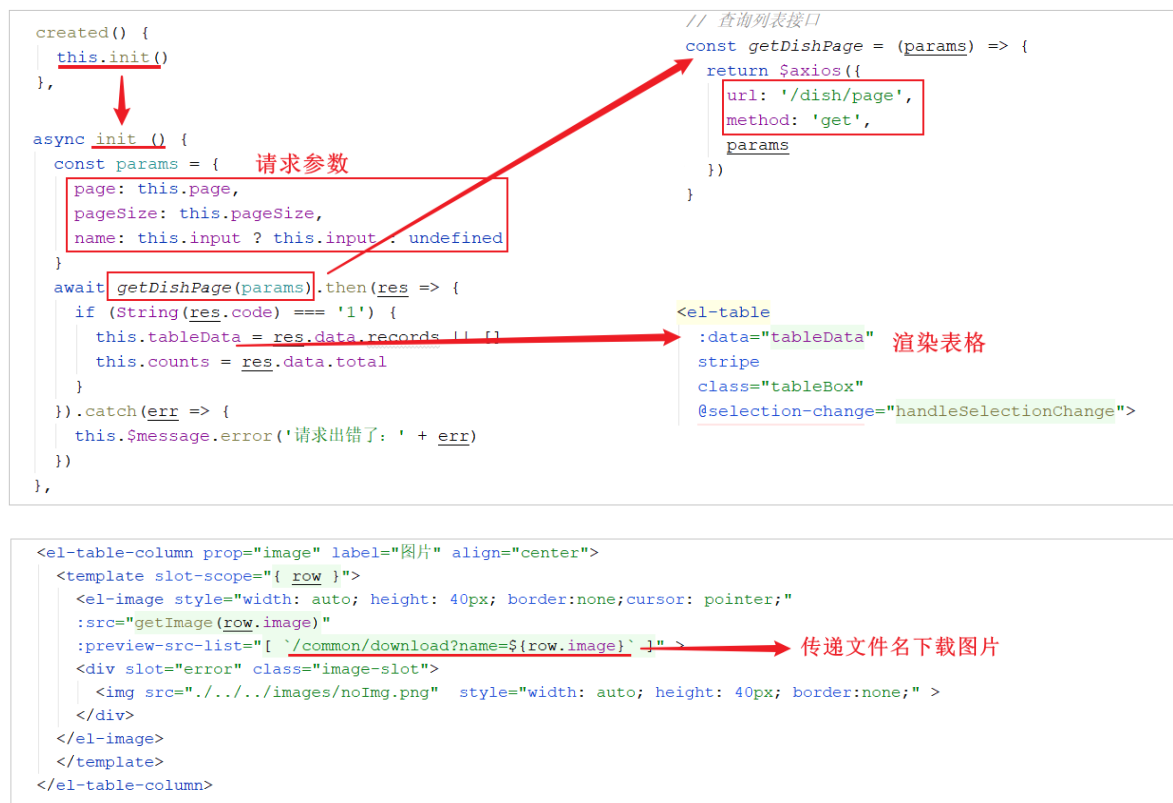 created() {
this.init()
},
async init () {
const params = {
请求参数
page: this.page,
pageSize: this.pageSize,
name: this.input ? this.input : undefined
}
await getDishPage(params).then(res => {
if (String(res.code) === '1') {
this.tableData = res.data.records || []
this.counts = res.data.total
}
}).catch(err => {
this.$message.error('请求出错了：' + err)
})
},
// 查询列表接口
const getDishPage = (params) => {
return $axios({
url: '/dish/page',
method: 'get',
params
})
}
<el-table
:data="tableData"
渲染表格
stripe
class="tableBox"
@selection-change="handleSelectionChange">
<el-table-column prop="image" label="图片" align="center">
<template slot-scope="{ row }">
<el-image style="width: auto; height: 40px; border:none;cursor: pointer;"
:src="getImage(row.image)"
:preview-src-list="[ `/common/download?name=${row.image}` ]" >
传递文件名下载图片
<div slot="error" class="image-slot">
<img src="./../../images/noImg.png"  style="width: auto; height: 40px; border:none;" >
</div>
</el-image>
</template>
</el-table-column>